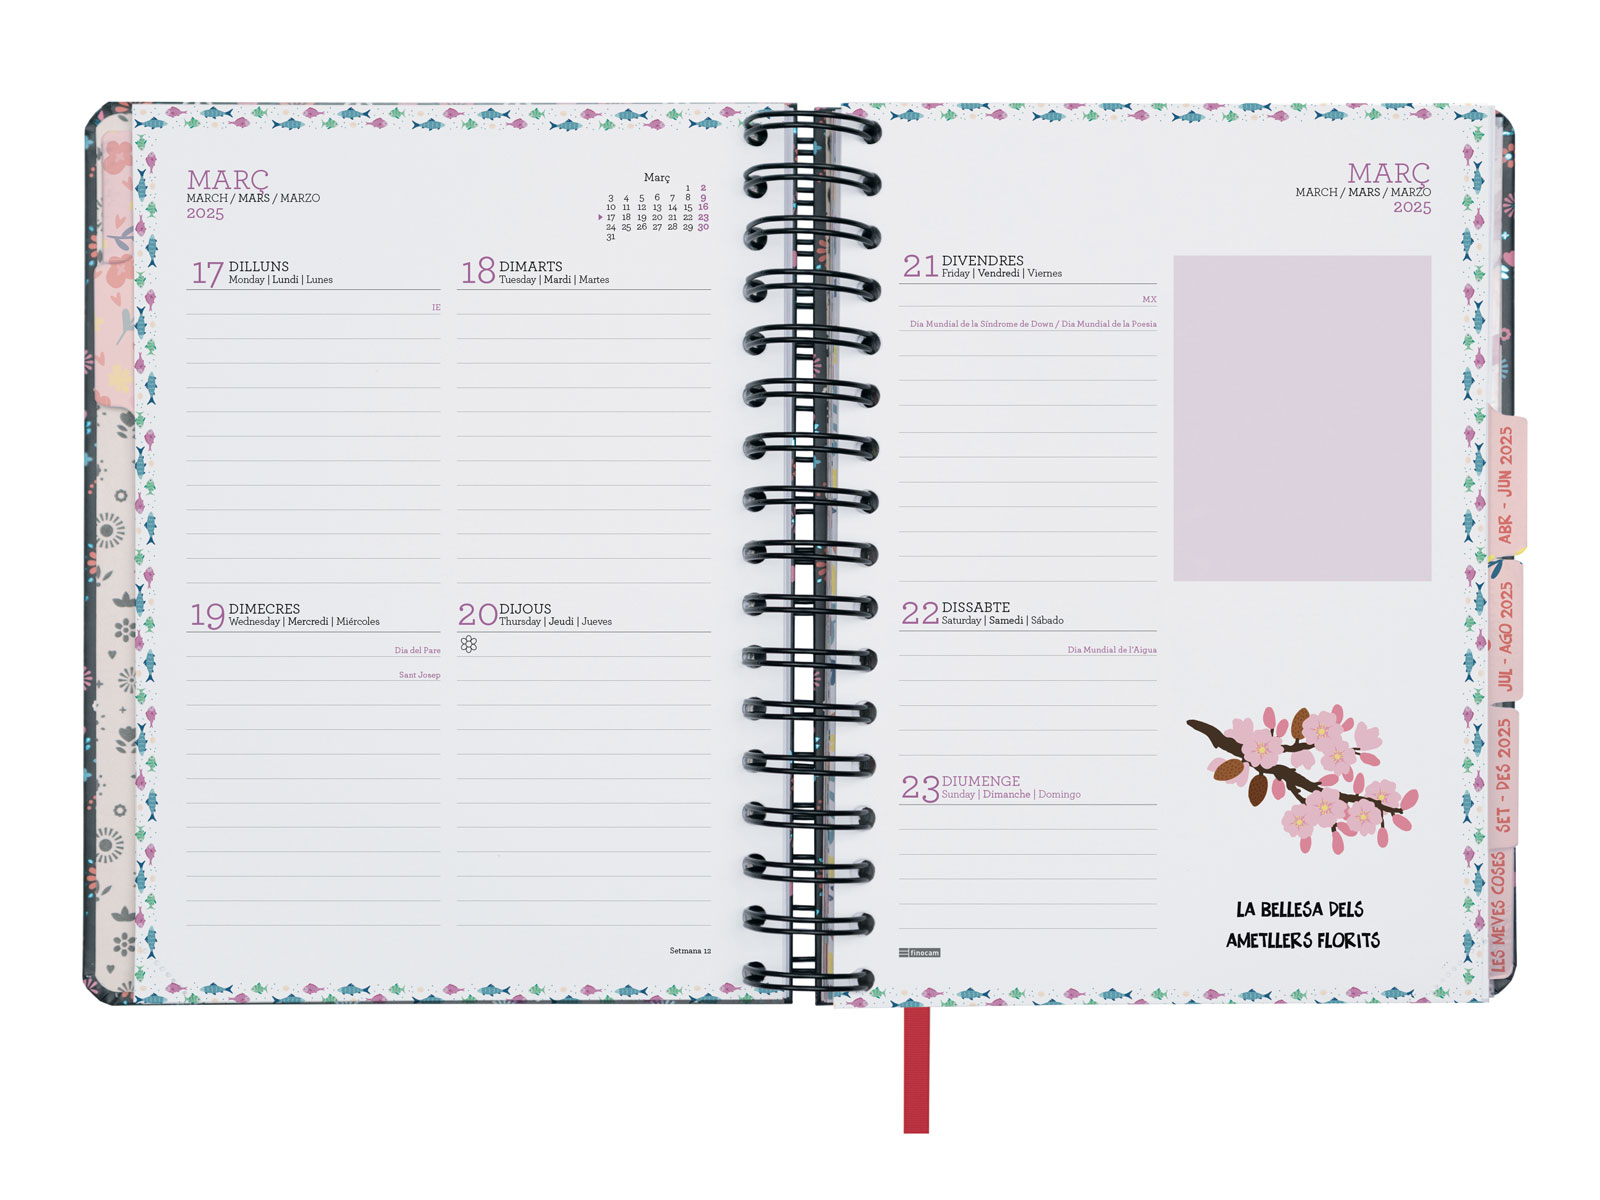 MARÇ
MARCH / MARS / MARZO
2025
Març
1 2
3 4 5 6 7 8 9
10 11 12 13 14 15 16
17 18 19 20 21 22 23
24 25 26 27 28 29 30
31
17 DILLUNS
Monday | Lundi | Lunes
IE
18 DIMARTS
Tuesday | Mardi | Martes
19 DIMECRES
Wednesday | Mercredi | Miércoles
Dia del Pare
Sant Josep
20 DIJOUS
Thursday | Jeudi | Jueves
Setmana 12
MARÇ
MARCH / MARS / MARZO
2025
21 DIVENDRES
Friday | Vendredi | Viernes
MX
Dia Mundial de la Síndrome de Down / Dia Mundial de la Poesia
22 DISSABTE
Saturday | Samedi | Sábado
Dia Mundial de l'Aigua
23 DIUMENGE
Sunday | Dimanche | Domingo
finocam
LA BELLESA DELS
AMETLLERS FLORITS
ABR - JUN 2025
JUL - AGO 2025
SET - DES 2025
LES MEVES COSES